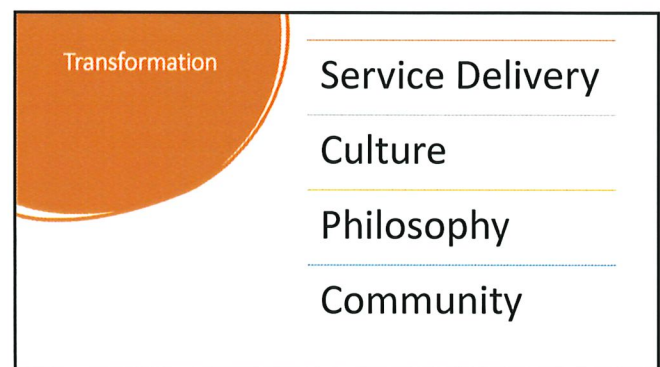 Transformation
Service Delivery
Culture
Philosophy
Community